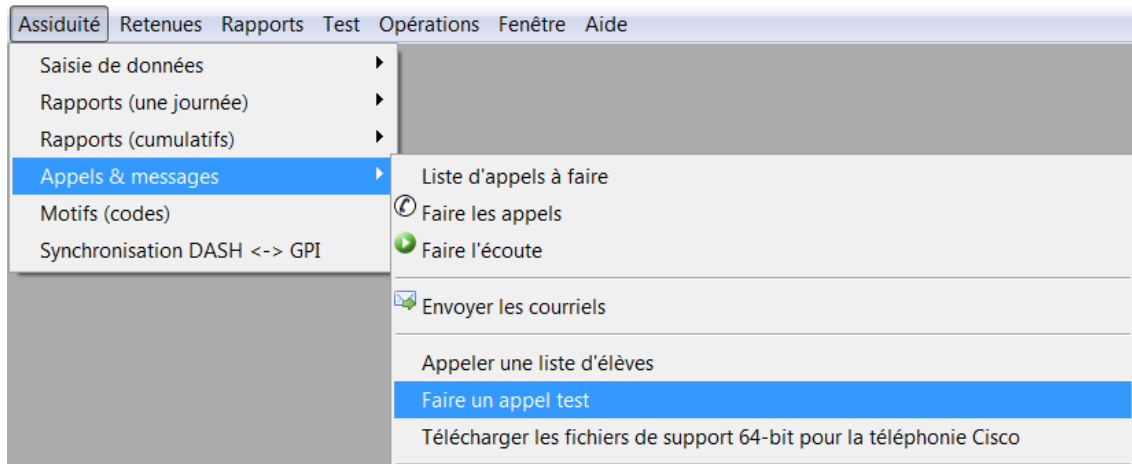 Assiduité Retenues Rapports Test Opérations Fenêtre Aide
Saisie de données
Rapports (une journée)
Rapports (cumulatifs)
Appels & messages
Motifs (codes)
Synchronisation DASH <-> GPI
Liste d'appels à faire
Faire les appels
Faire l'écoute
Envoyer les courriels
Appeler une liste d'élèves
Faire un appel test
Télécharger les fichiers de support 64-bit pour la téléphonie Cisco